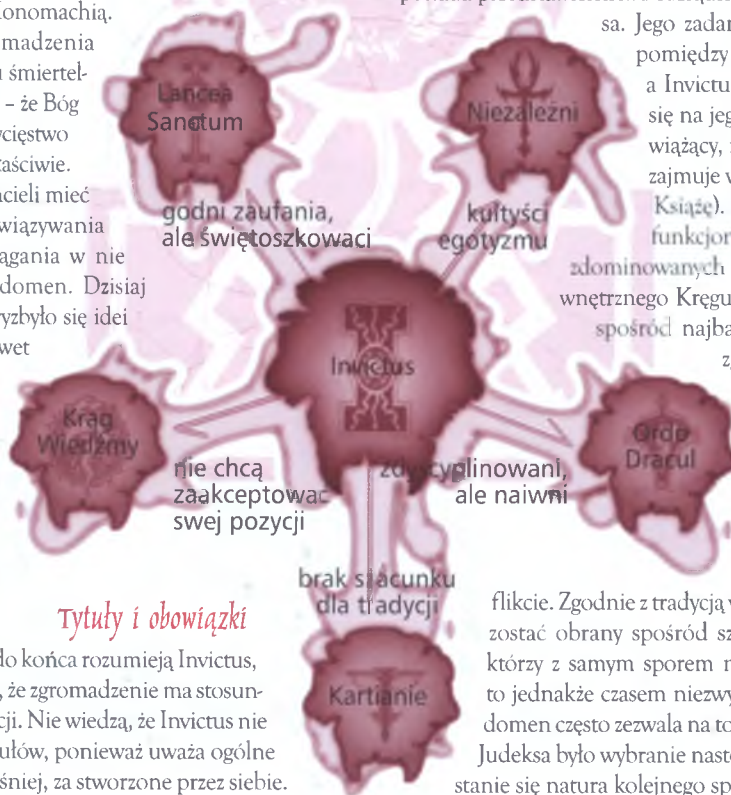 onomachią.
madzenia
śmiertel-
– że Bóg
ycięstwo
aściwie.
acieli mieć
wiązywania
agania w nie
domen. Dzisiaj
yzbyło się idei
wet
sa. Jego zadan
pomiędzy
a Invictu
się na jeg
wiążący,
zajmuje w
Książę).
funkcjor
zdominowanych
wnętrznego Kręgu
spośród najba
Lancea
Sanctum
Niezależni
godni zaufania,
ale świętoszkowaci
kultyści
egotyzmu
Invictus
Krąg
Wiedźmy
Ordo
Dracul
nie chcą
zaakceptować
swej pozycji
zdyscyplinowani,
ale naiwni
brak szacunku
dla tradycji
Kartianie
Tytuły i obowiązki
do końca rozumieją Invictus,
, że zgromadzenie ma stosun-
cji. Nie wiedzą, że Invictus nie
ułów, ponieważ uważa ogólne
śniej, za stworzone przez siebie.
flikcie. Zgodnie z tradycją w
zostać obrany spośród sz
którzy z samym sporem n
to jednakże czasem niezwy
domen często zezwala na to
Judeksa było wybranie nastę
stanie się natura kolejnego sp